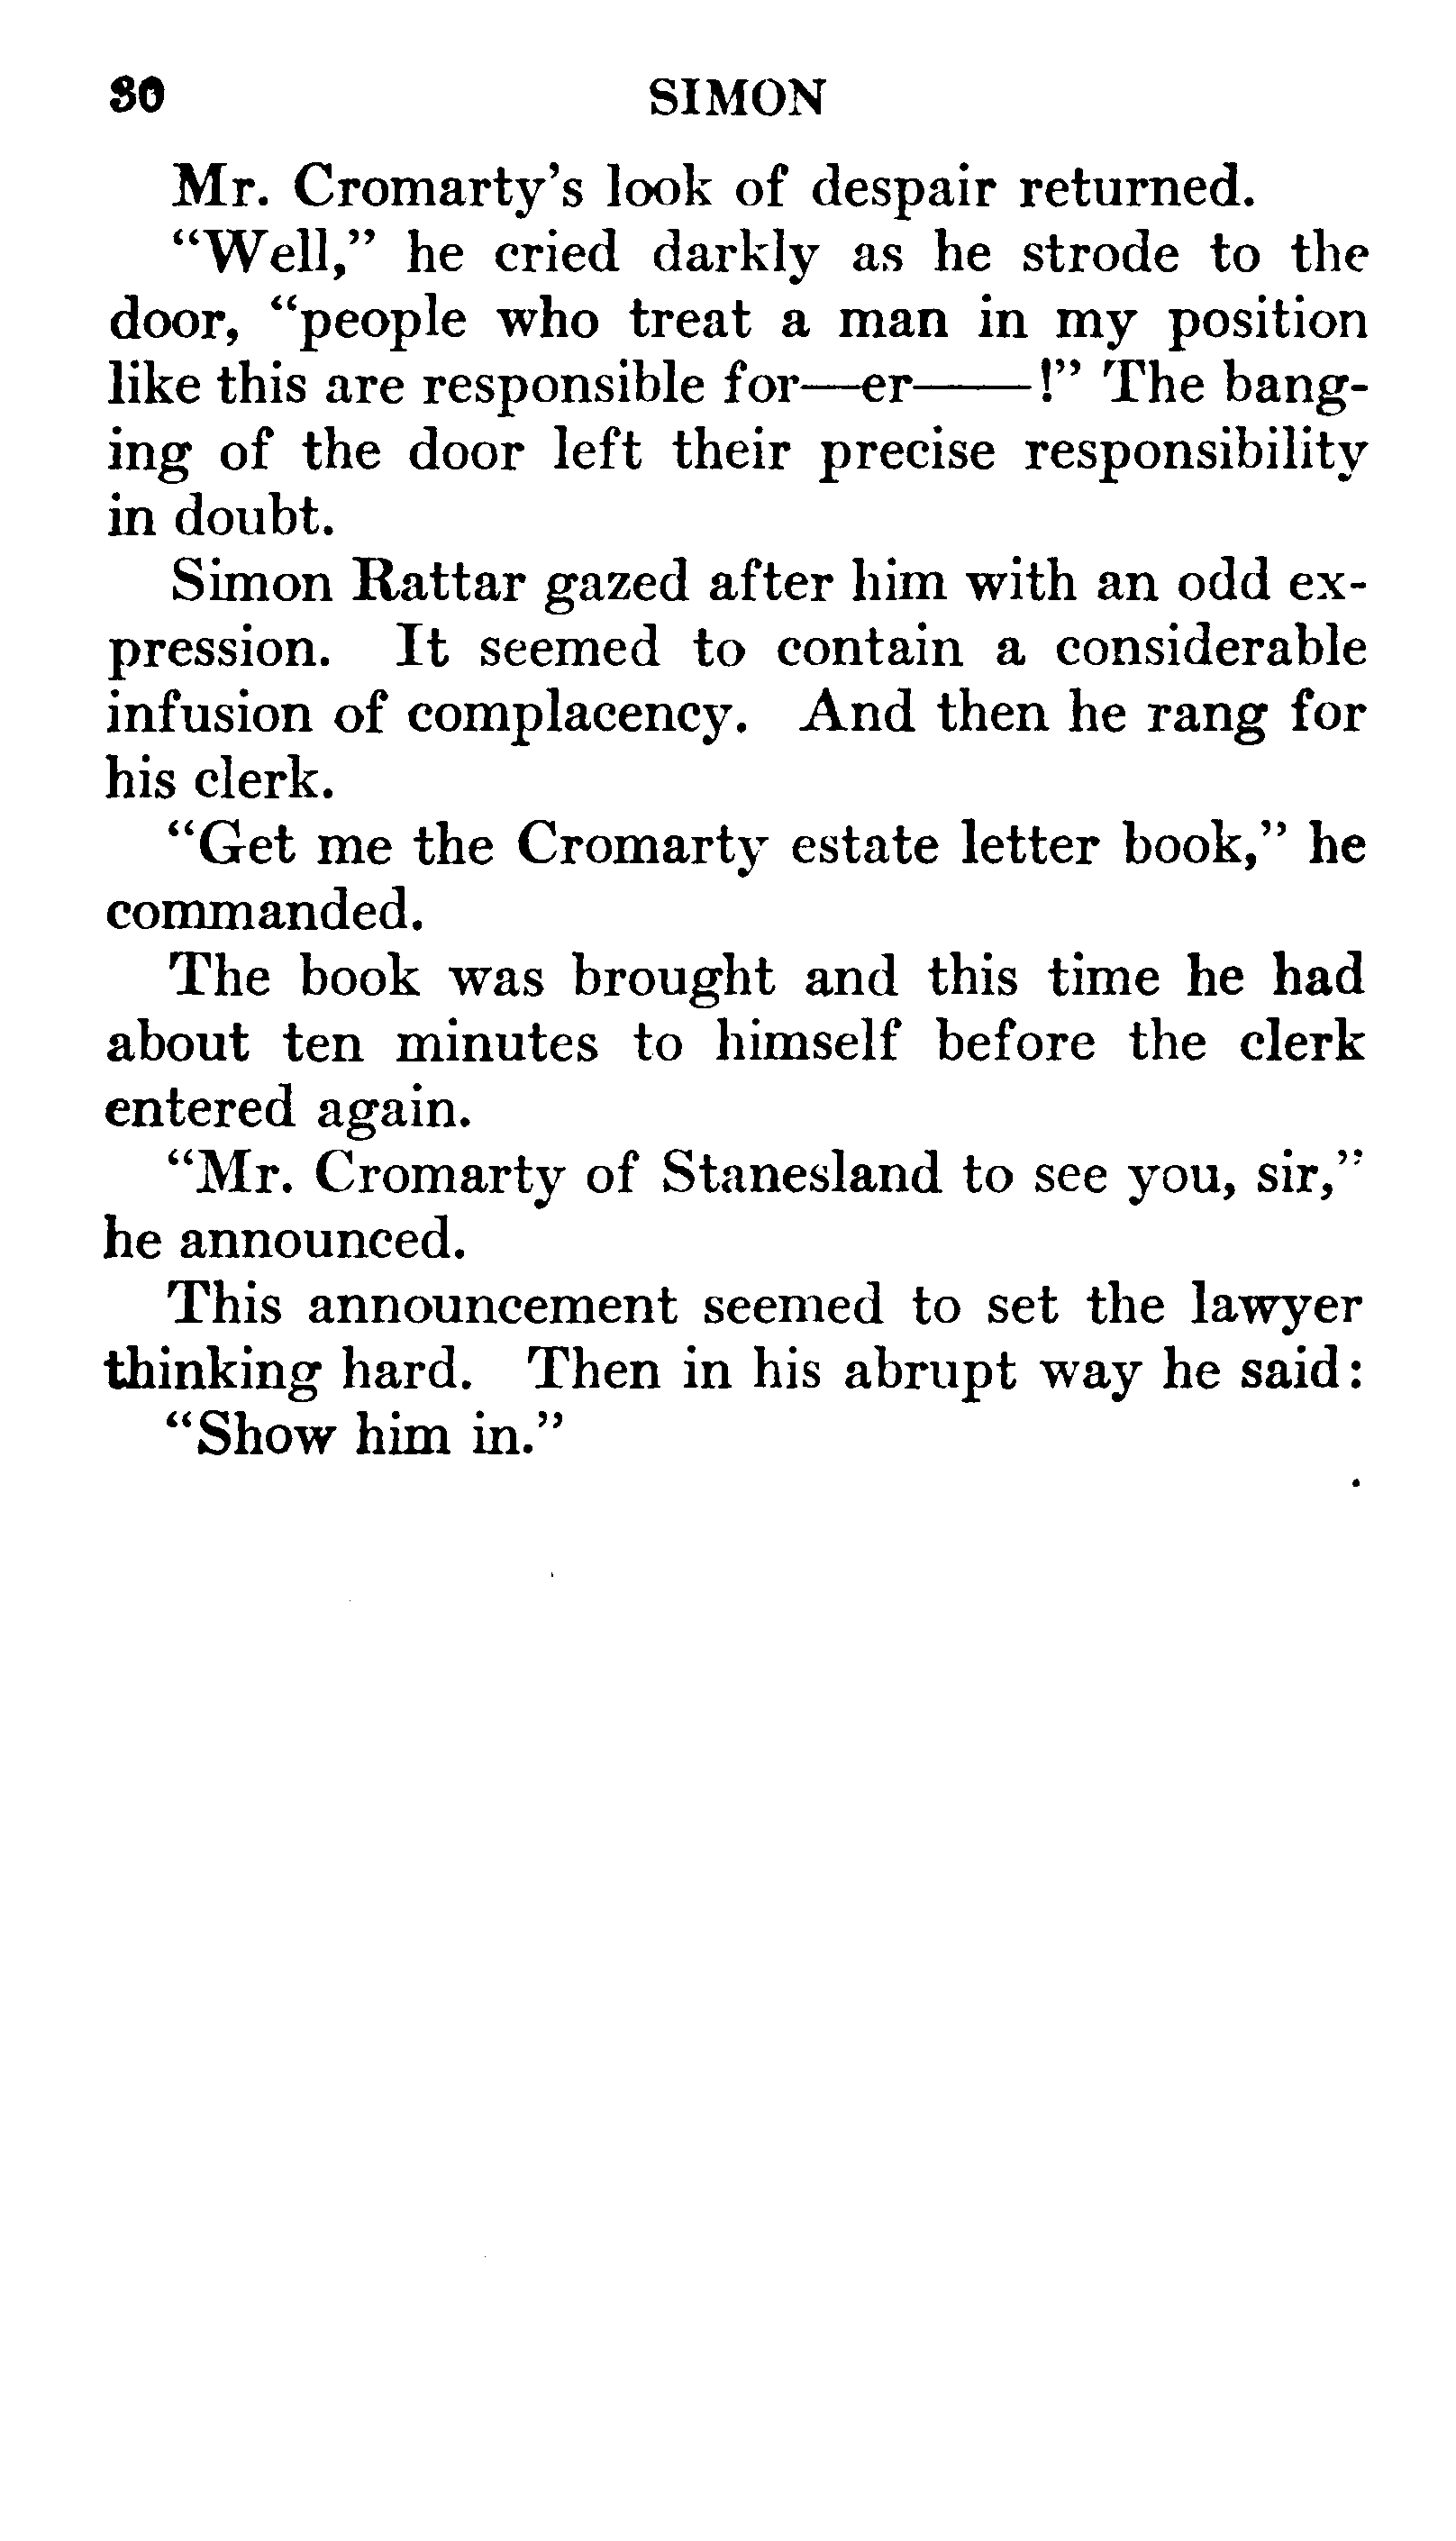 30 SIMON
Mr. Cromarty's look of despair returned.
“Well,” he cried darkly as he strode to the
door, “people who treat a man in my position
like this are responsible for—er——!” The bang-
ing of the door left their precise responsibility
in doubt.
Simon Rattar gazed after him with an odd ex-
pression. It seemed to contain a considerable
infusion of complacency. And then he rang for
his clerk.
“Get me the Cromarty estate letter book,” he
commanded.
The book was brought and this time he had
about ten minutes to himself before the clerk
entered again.
“Mr. Cromarty of Stanesland to see you, sir,”
he announced.
This announcement seemed to set the lawyer
thinking hard. Then in his abrupt way he said:
“Show him in.”